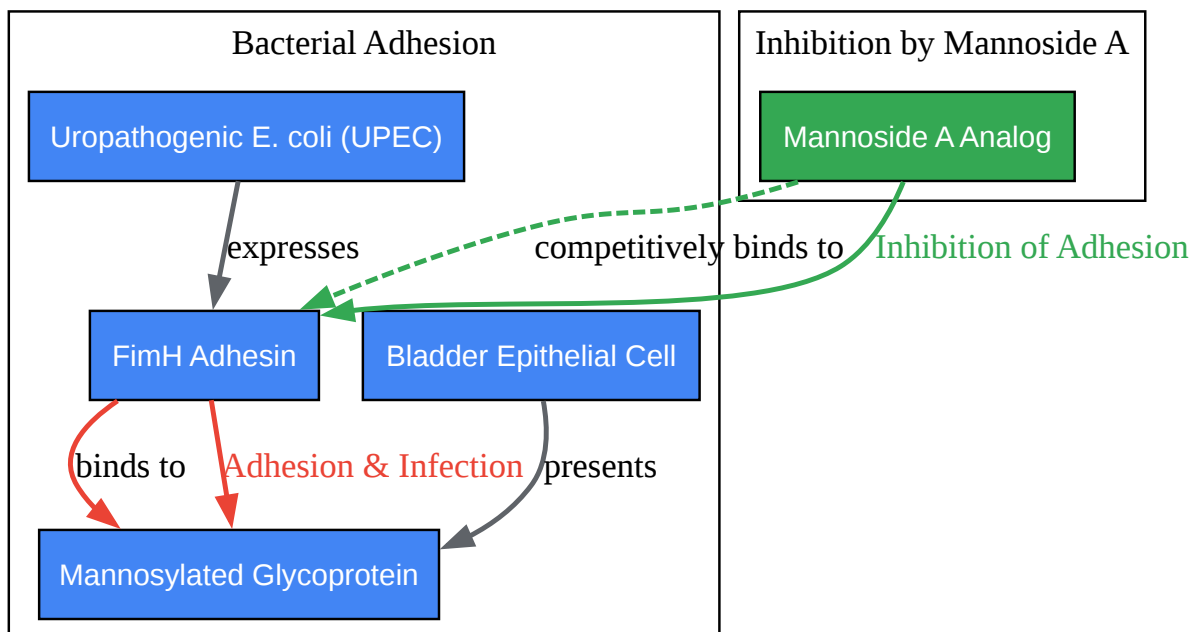 Bacterial Adhesion
Inhibition by Mannoside A
Uropathogenic E. coli (UPEC)
Mannoside A Analog
expresses
competitively binds to
Inhibition of Adhesion
FimH Adhesin
Bladder Epithelial Cell
binds to
Adhesion & Infection
presents
Mannosylated Glycoprotein